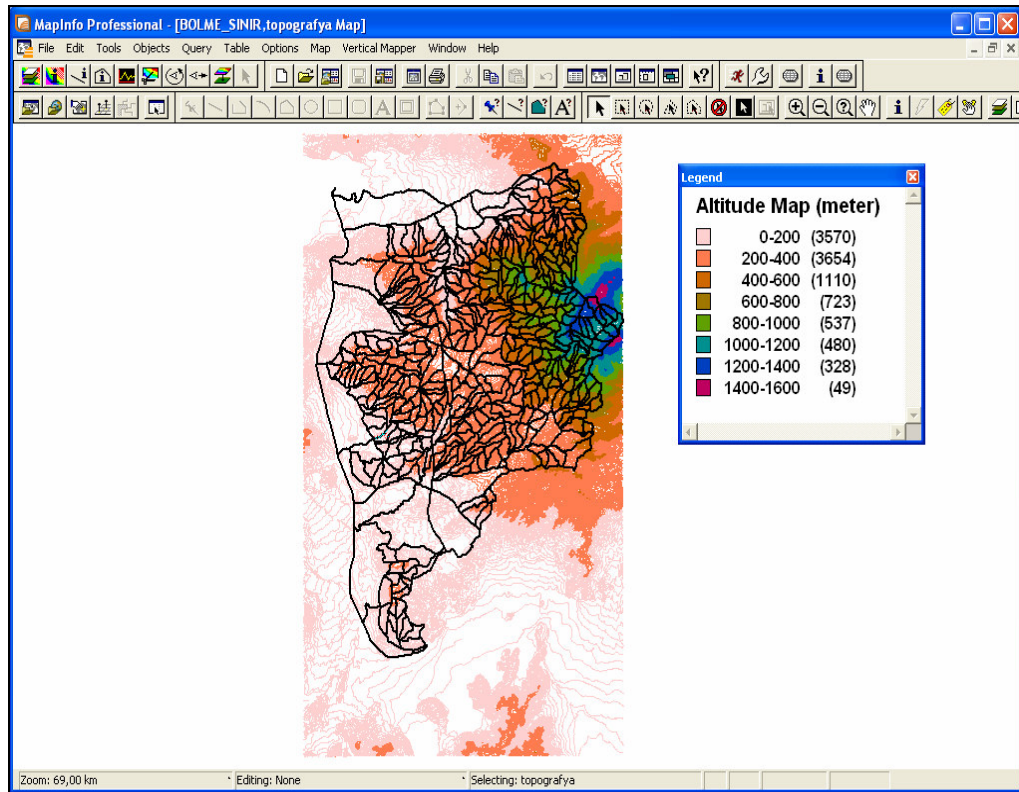 MapInfo Professional - [BOLME_SINIR,topografya Map]
File Edit Tools Objects Query Table Options Map Vertical Mapper Window Help
Legend
Altitude Map (meter)
0-200 (3570)
200-400 (3654)
400-600 (1110)
600-800 (723)
800-1000 (537)
1000-1200 (480)
1200-1400 (328)
1400-1600 (49)
Zoom: 69,00 km Editing: None Selecting: topografya